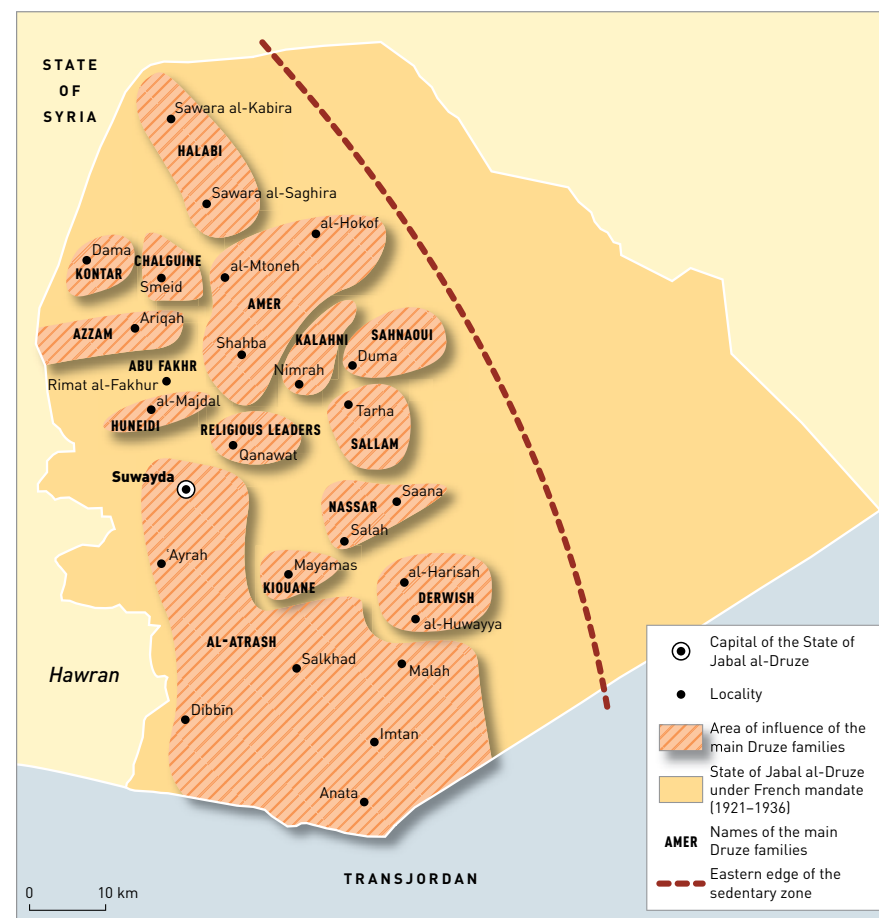 STATE
OF
SYRIA
Sawara al-Kabira
HALABI
Sawara al-Saghira
al-Hokof
Dama
KONTAR
CHALGUINE
Smeid
al-Mtoneh
AMER
Ariqah
AZZAM
Shahba
KALAHNI
Nimrah
SAHNAOUI
Duma
ABU FAKHR
Rimat al-Fakhur
al-Majdal
HUNEIDI
RELIGIOUS LEADERS
Qanawat
Tarha
SALLAM
Suwayda
NASSAR
Saana
Salah
‘Ayrah
Mayamas
KIOUANE
al-Harisah
DERWISH
al-Huwayya
AL-ATRASH
Salkhad
Malah
Hawran
Dibbīn
Imtan
Anata
TRANSJORDAN
0 10 km
Capital of the State of
Jabal al-Druze
Locality
Area of influence of the
main Druze families
State of Jabal al-Druze
under French mandate
(1921–1936)
AMER
Names of the main
Druze families
Eastern edge of the
sedentary zone